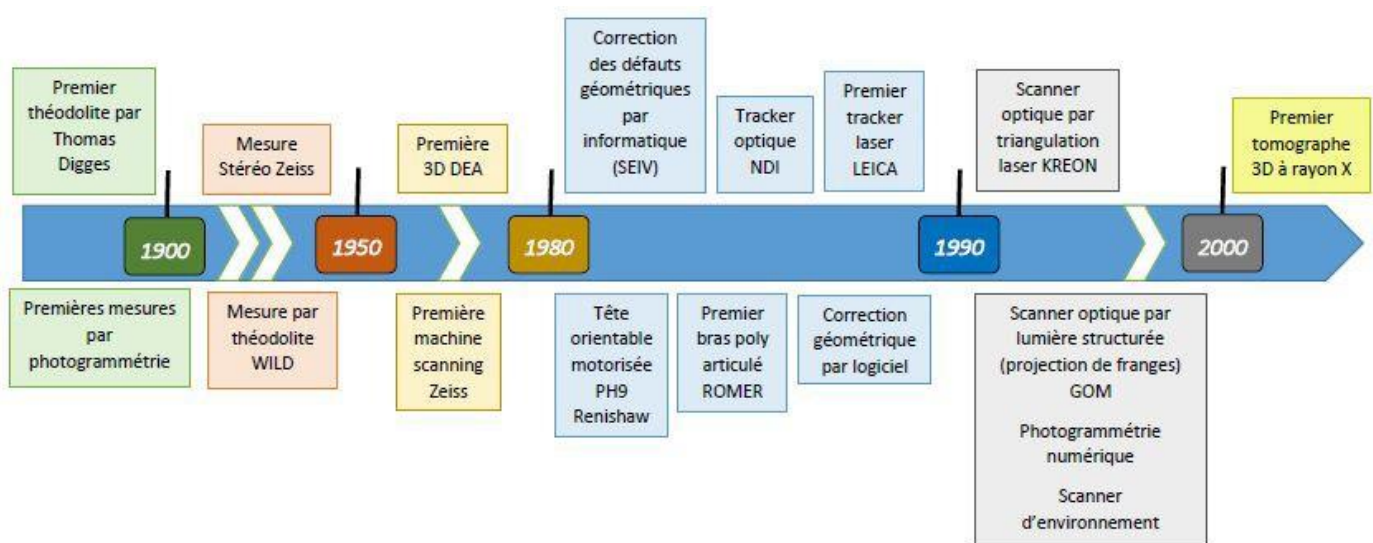 Premier
théodolite par
Thomas
Digges
Mesure
Stéréo Zeiss
Première
3D DEA
Correction
des défauts
géométriques
par
informatique
(SEIV)
Tracker
optique
NDI
Premier
tracker
laser
LEICA
Scanner
optique par
triangulation
laser KREON
Premier
tomographe
3D à rayon X
1900
1950
1980
1990
2000
Premières mesures
par
photogrammétrie
Mesure par
théodolite
WILD
Première
machine
scanning
Zeiss
Tête
orientable
motorisée
PH9
Renishaw
Premier
bras poly
articulé
ROMER
Correction
géométrique
par logiciel
Scanner optique par
lumière structurée
(projection de franges)
GOM
Photogrammétrie
numérique
Scanner
d'environnement